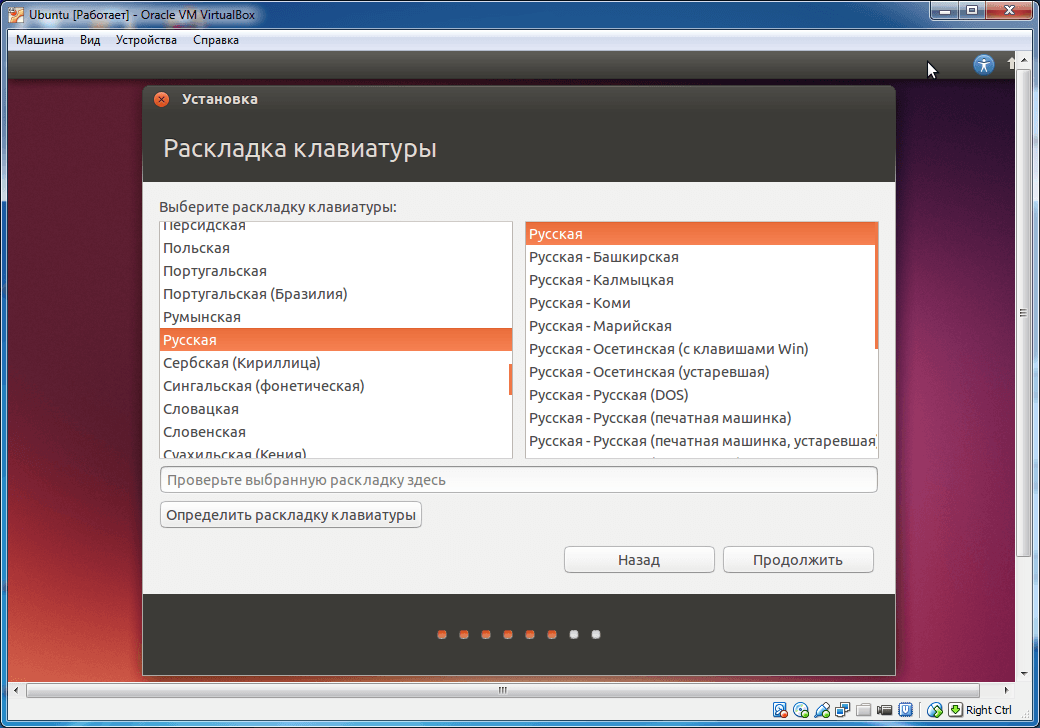 Ubuntu [Работает] - Oracle VM VirtualBox
Машина Вид Устройства Справка
Установка
Раскладка клавиатуры
Выберите раскладку клавиатуры:
Персидская
Польская
Португальская
Португальская (Бразилия)
Румынская
Русская
Сербская (Кириллица)
Сингальская (фонетическая)
Словацкая
Словенская
Суахильская (Кения)
Русская
Русская - Башкирская
Русская - Калмыцкая
Русская - Коми
Русская - Марийская
Русская - Осетинская (с клавишами Win)
Русская - Осетинская (устаревшая)
Русская - Русская (DOS)
Русская - Русская (печатная машинка)
Русская - Русская (печатная машинка, устаревшая)
Проверьте выбранную раскладку здесь
Определить раскладку клавиатуры
Назад Продолжить
Right Ctrl